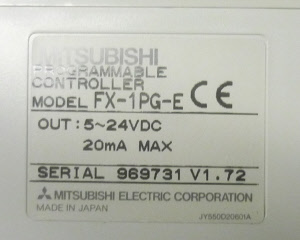 MITSUBISHI
PROGRAMMABLE
CONTROLLER
MODEL FX-1PG-E CE
OUT: 5~24VDC
20mA MAX
SERIAL 969731 V1.72
MITSUBISHI ELECTRIC CORPORATION
MADE IN JAPAN